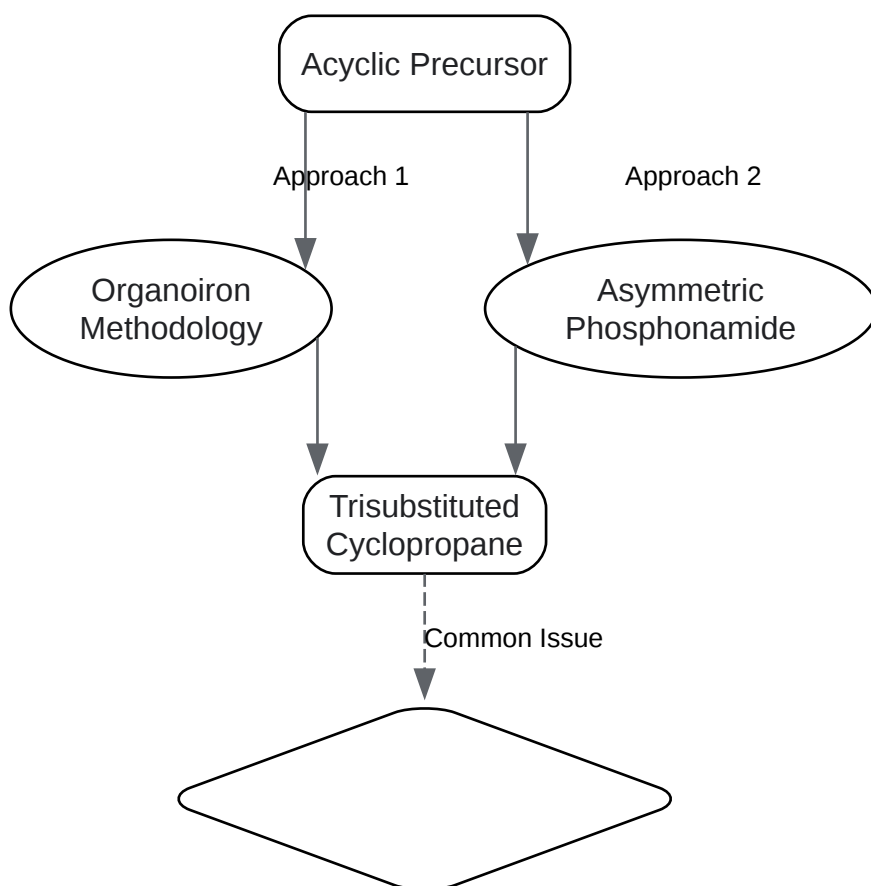 Acyclic Precursor
Approach 1
Approach 2
Organoiron
Methodology
Asymmetric
Phosphonamide
Trisubstituted
Cyclopropane
Common Issue